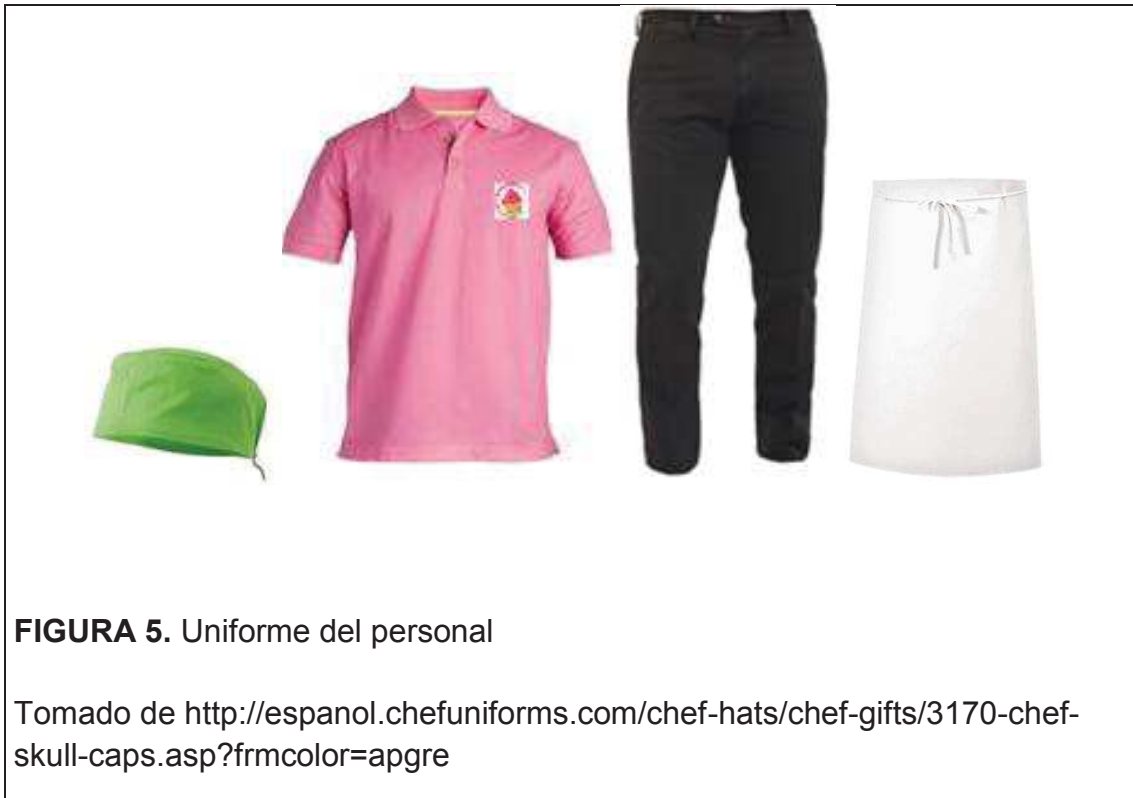 FIGURA 5. Uniforme del personal
Tomado de http://espanol.chefuniforms.com/chef-hats/chef-gifts/3170-chef-
skull-caps.asp?frmcolor=apgre